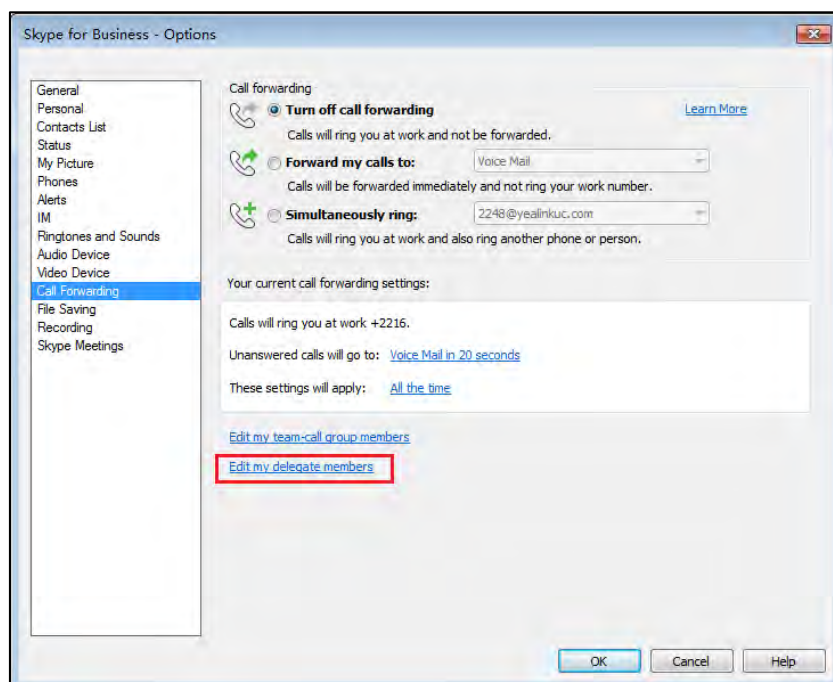 Skype for Business - Options
General
Personal
Contacts List
Status
My Picture
Phones
Alerts
IM
Ringtones and Sounds
Audio Device
Video Device
Call Forwarding
File Saving
Recording
Skype Meetings
Call forwarding
Turn off call forwarding
Learn More
Calls will ring you at work and not be forwarded.
Forward my calls to: Voice Mail
Calls will be forwarded immediately and not ring your work number.
Simultaneously ring: 2248@yealinkuc.com
Calls will ring you at work and also ring another phone or person.
Your current call forwarding settings:
Calls will ring you at work +2216.
Unanswered calls will go to: Voice Mail in 20 seconds
These settings will apply: All the time
Edit my team-call group members
Edit my delegate members
OK Cancel Help